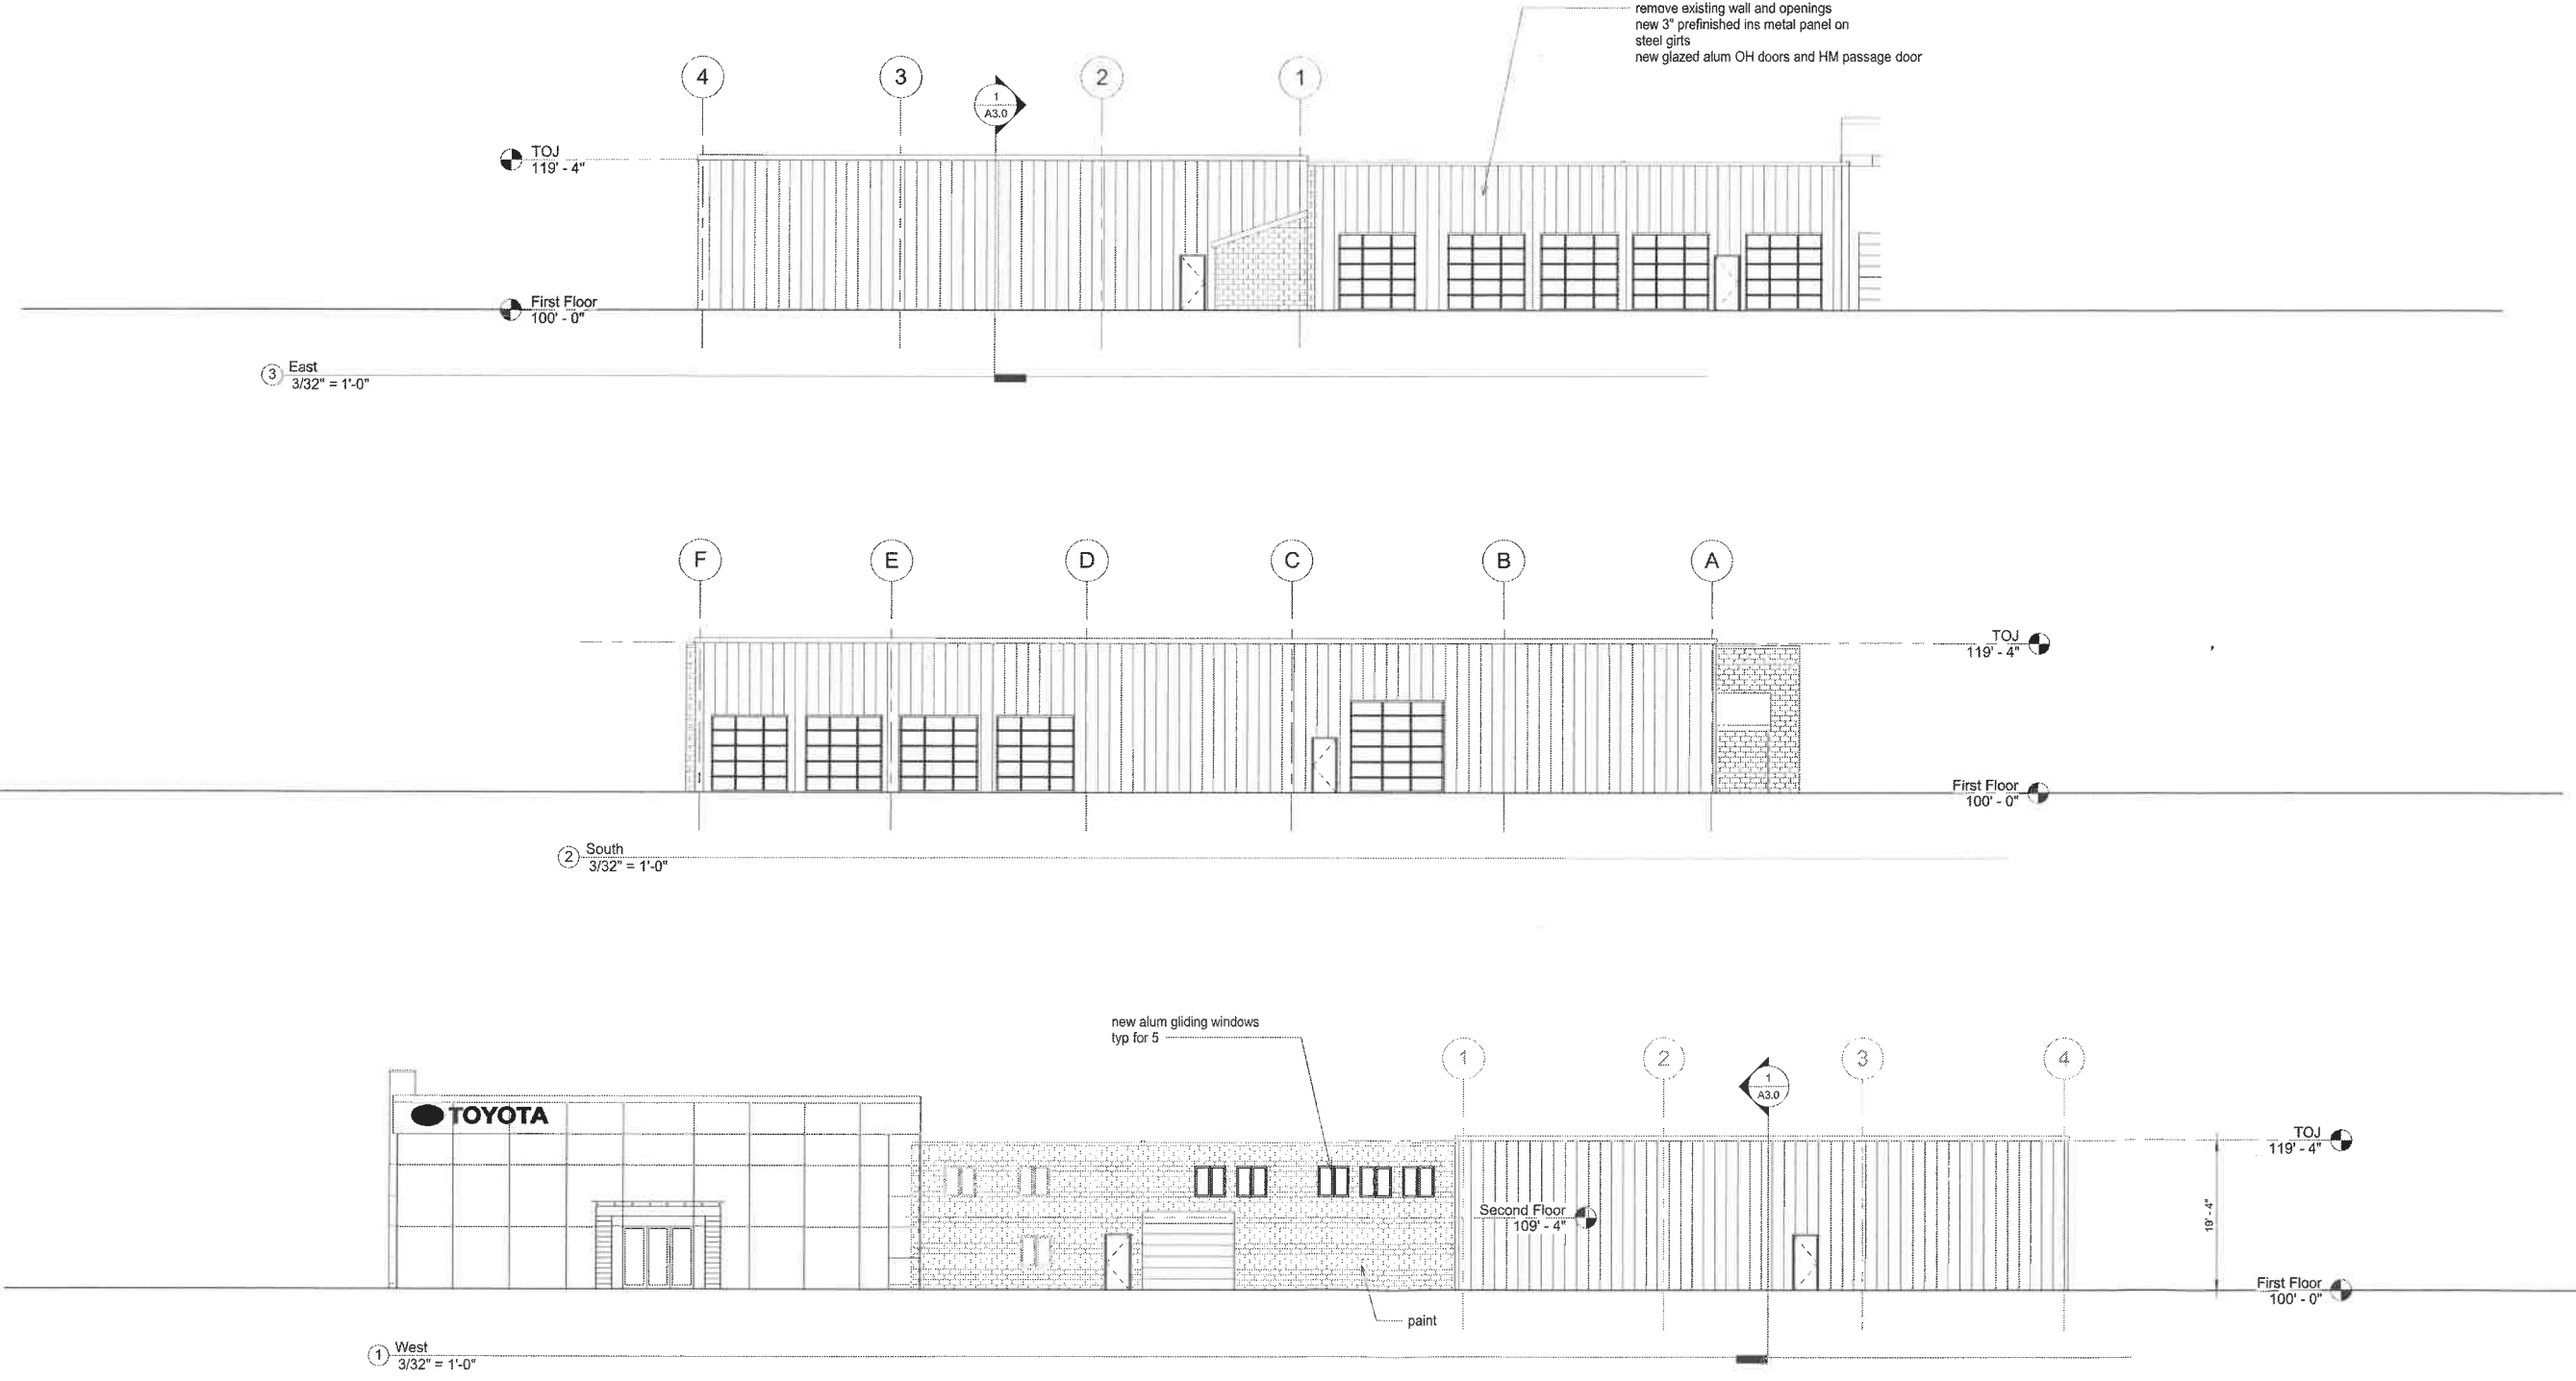 remove existing wall and openings
new 3" prefinished ins metal panel on
steel girts
new glazed alum OH doors and HM passage door
4
3
1
A3.0
2
1
TOJ
119' - 4"
First Floor
100' - 0"
3
East
3/32" = 1'-0"
F
E
D
C
B
A
TOJ
119' - 4"
First Floor
100' - 0"
2
South
3/32" = 1'-0"
new alum gliding windows
typ for 5
1
2
1
A3.0
3
4
TOYOTA
TOJ
119' - 4"
Second Floor
109' - 4"
19' - 4"
First Floor
100' - 0"
paint
1
West
3/32" = 1'-0"